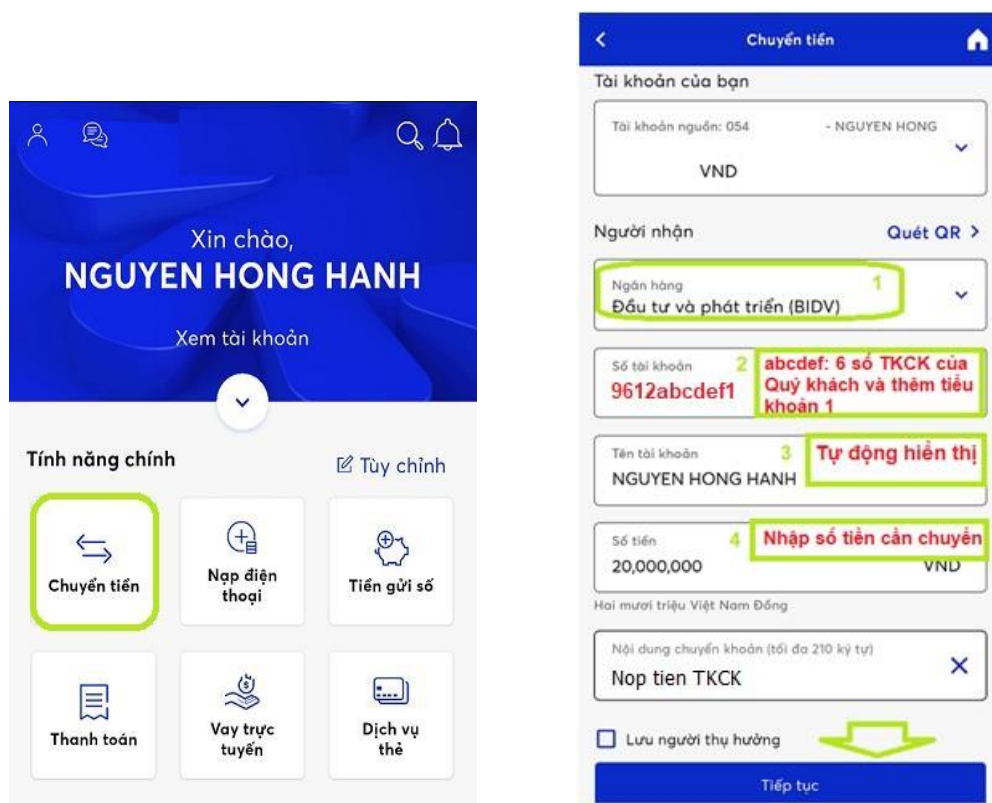 Xin chào,
NGUYEN HONG HANH
Xem tài khoản
Tính năng chính
Tùy chỉnh
Chuyển tiền
Nạp điện
thoại
Tiền gửi số
Thanh toán
Vay trực
tuyến
Dịch vụ
thẻ
Chuyển tiền
Tài khoản của bạn
Tài khoản nguồn: 054 - NGUYEN HONG
VND
Người nhận
Quét QR >
Ngân hàng 1
Đầu tư và phát triển (BIDV)
Số tài khoản 2
9612abcdef1
abcdef: 6 số TKCK của
Quý khách và thêm tiểu
khoản 1
Tên tài khoản 3
NGUYEN HONG HANH
Tự động hiển thị
Số tiền 4
Nhập số tiền cần chuyển
20,000,000 VND
Hai mươi triệu Việt Nam Đồng
Nội dung chuyển khoản (tối đa 210 ký tự)
Nop tien TKCK
Lưu người thụ hưởng
Tiếp tục